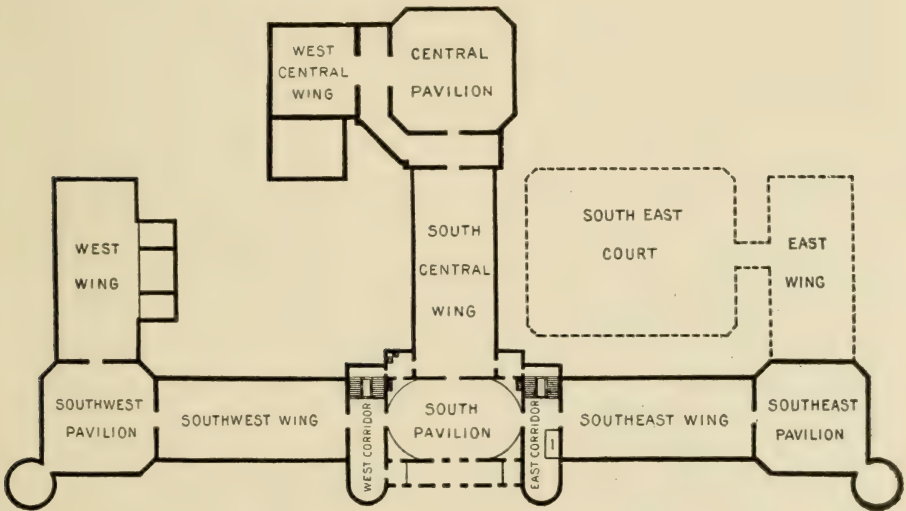 WEST
CENTRAL
WING
CENTRAL
PAVILION
WEST
WING
SOUTH
CENTRAL
WING
SOUTH EAST
COURT
EAST
WING
SOUTHWEST
PAVILION
SOUTHWEST WING
WEST CORRIDOR
SOUTH
PAVILION
EAST CORRIDOR
1
SOUTHEAST WING
SOUTHEAST
PAVILION